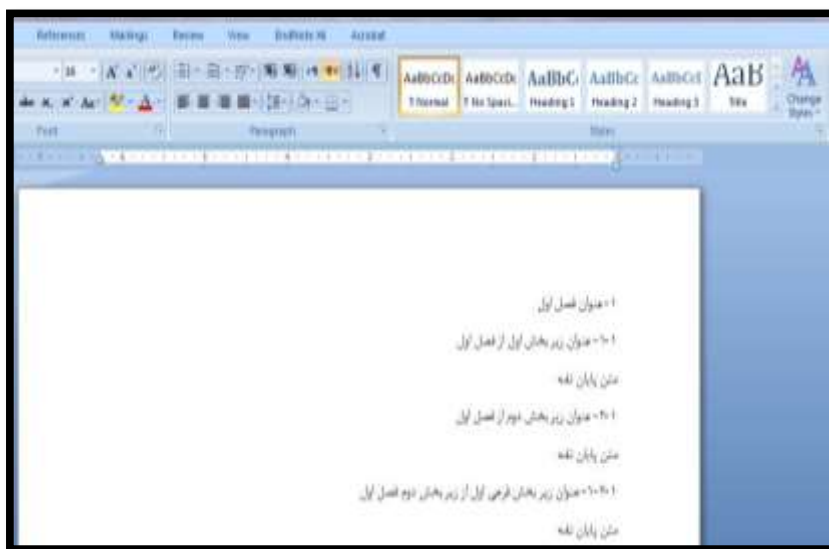 References Mailings Review View EndNote X6 Acrobat
16
AaBbCcDc AaBbCcDc AaBbC AaBbCc AaBbCcI AaB
¶ Normal ¶ No Spaci... Heading 1 Heading 2 Heading 3 Title Change Styles
Font Paragraph Styles
۱-عنوان فصل اول
۱-۱-عنوان زیر بخش اول از فصل اول
متن پایان نامه
۱-۲-عنوان زیر بخش دوم از فصل اول
متن پایان نامه
۱-۲-۱-عنوان زیر بخش فرعی اول از زیر بخش دوم فصل اول
متن پایان نامه